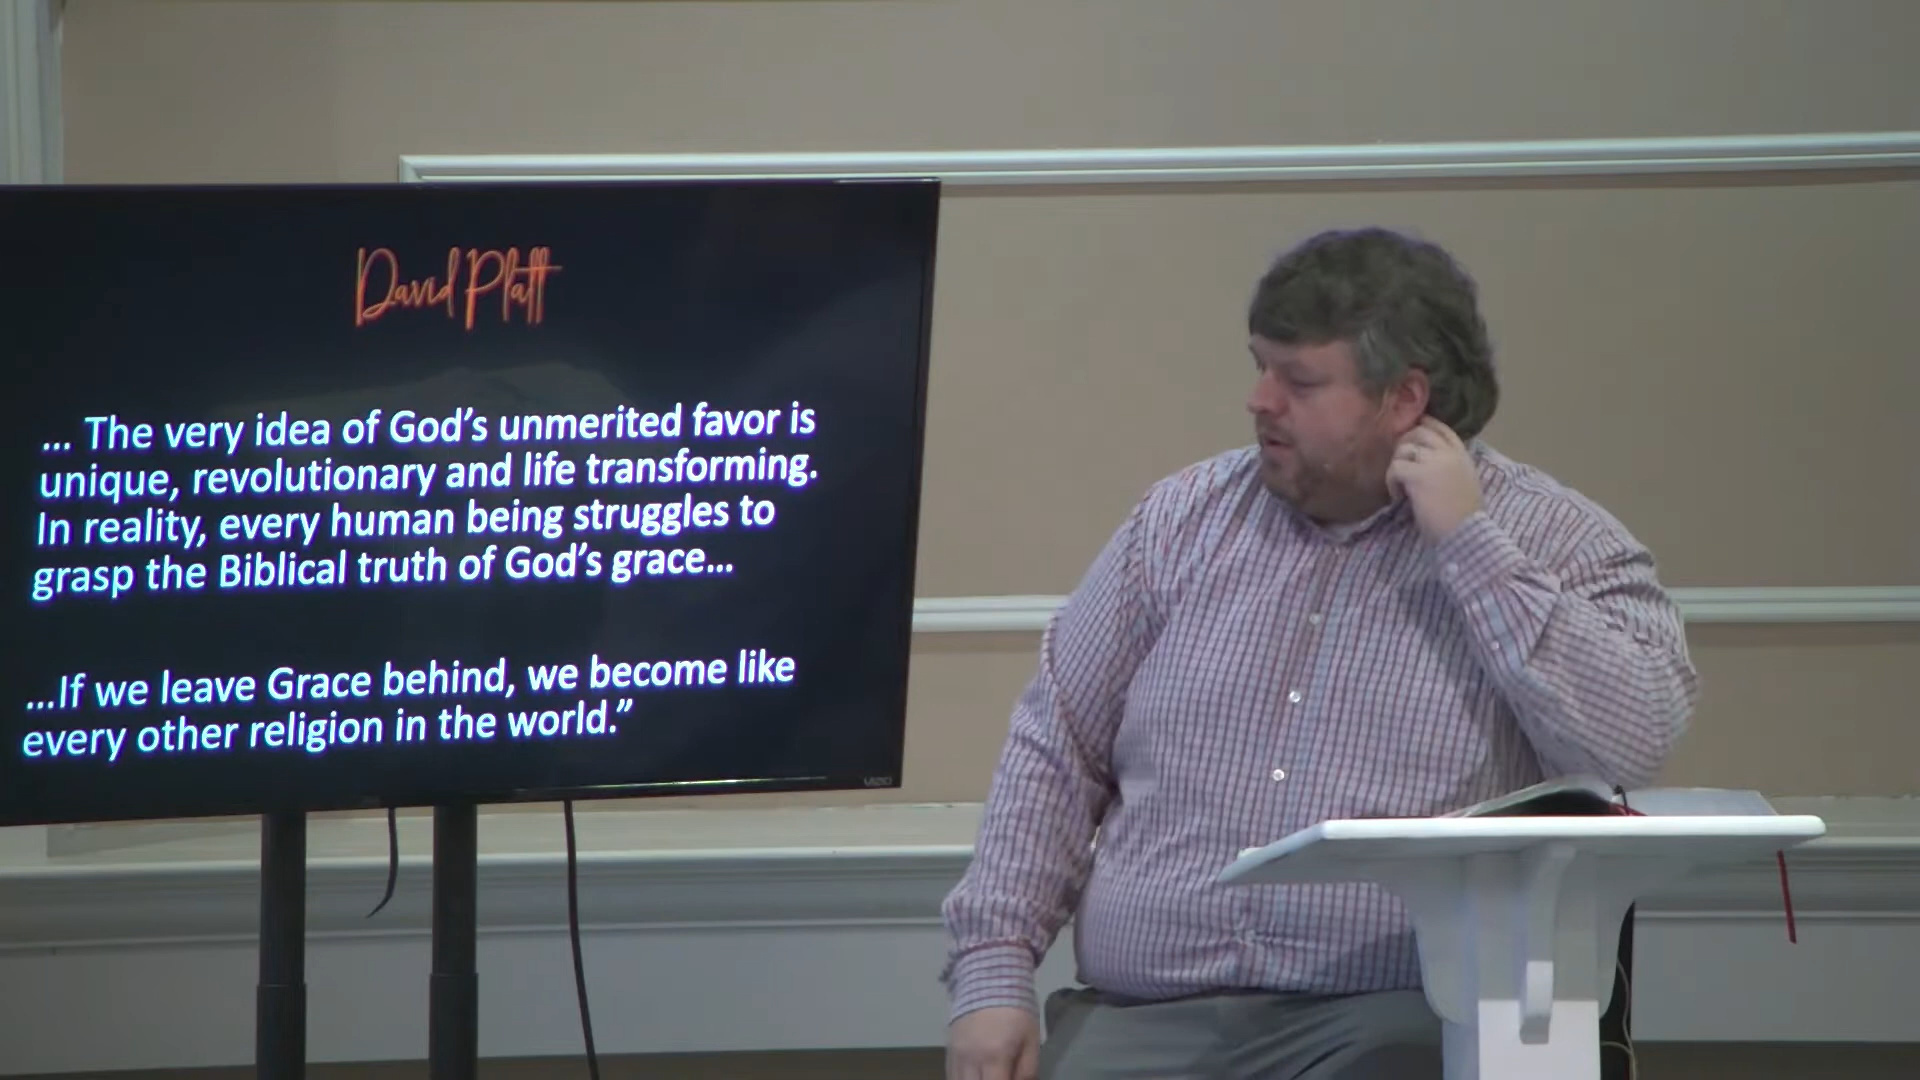 David Platt
... The very idea of God's unmerited favor is
unique, revolutionary and life transforming.
In reality, every human being struggles to
grasp the Biblical truth of God's grace...
...If we leave Grace behind, we become like
every other religion in the world.”
VIZIO